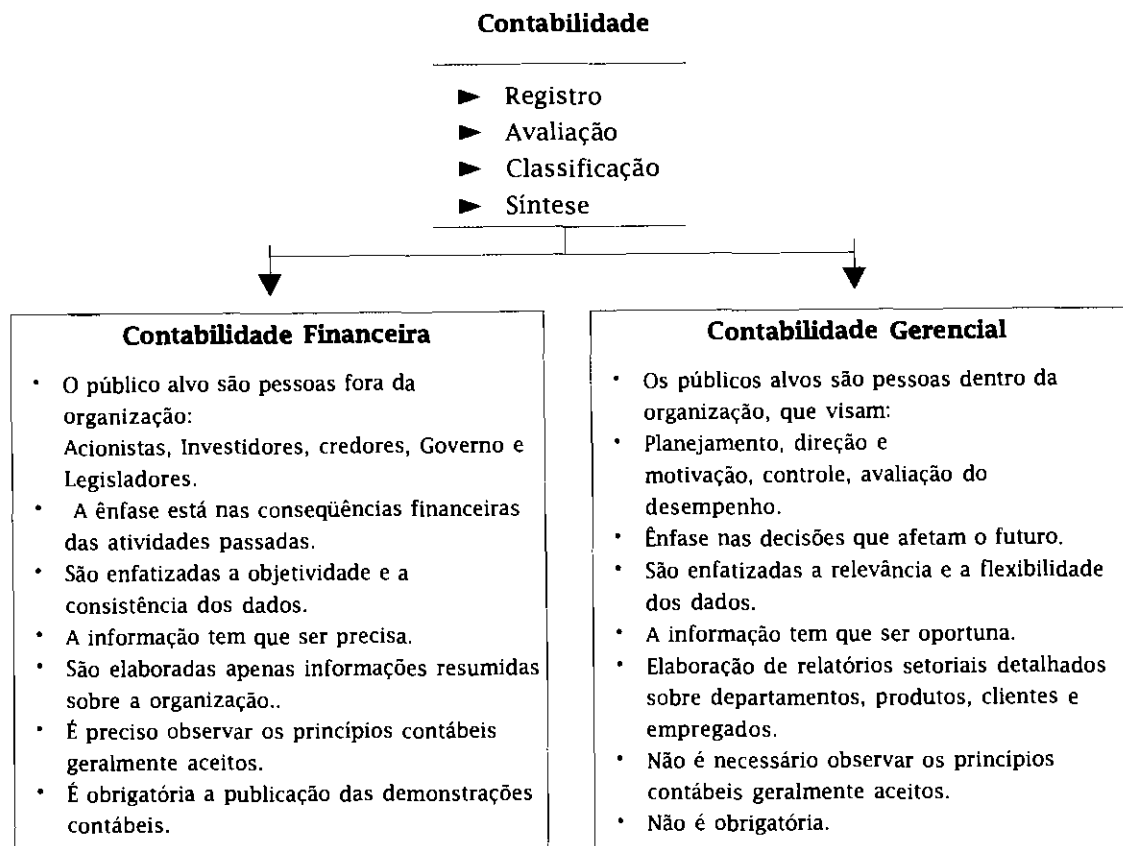 Contabilidade
► Registro
► Avaliação
► Classificação
► Síntese
Contabilidade Financeira
• O público alvo são pessoas fora da
organização:
Acionistas, Investidores, credores, Governo e
Legisladores.
• A ênfase está nas conseqüências financeiras
das atividades passadas.
• São enfatizadas a objetividade e a
consistência dos dados.
• A informação tem que ser precisa.
• São elaboradas apenas informações resumidas
sobre a organização..
• É preciso observar os princípios contábeis
geralmente aceitos.
• É obrigatória a publicação das demonstrações
contábeis.
Contabilidade Gerencial
• Os públicos alvos são pessoas dentro da
organização, que visam:
• Planejamento, direção e
motivação, controle, avaliação do
desempenho.
• Ênfase nas decisões que afetam o futuro.
• São enfatizadas a relevância e a flexibilidade
dos dados.
• A informação tem que ser oportuna.
• Elaboração de relatórios setoriais detalhados
sobre departamentos, produtos, clientes e
empregados.
• Não é necessário observar os princípios
contábeis geralmente aceitos.
• Não é obrigatória.